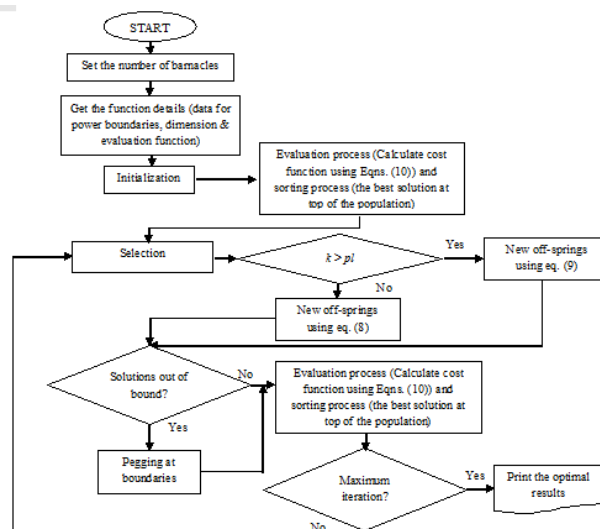 START
Set the number of barnacles
Get the function details (data for
power boundaries, dimension &
evaluation function)
Initialization
Evaluation process (Calculate cost
function using Eqns. (10)) and
sorting process (the best solution at
top of the population)
Selection
k > pl
Yes
New off-springs
using eq. (9)
No
New off-springs
using eq. (8)
Solutions out of
bound?
No
Yes
Pegging at
boundaries
Evaluation process (Calculate cost
function using Eqns. (10)) and
sorting process (the best solution at
top of the population)
Maximum
iteration?
Yes
Print the optimal
results
No